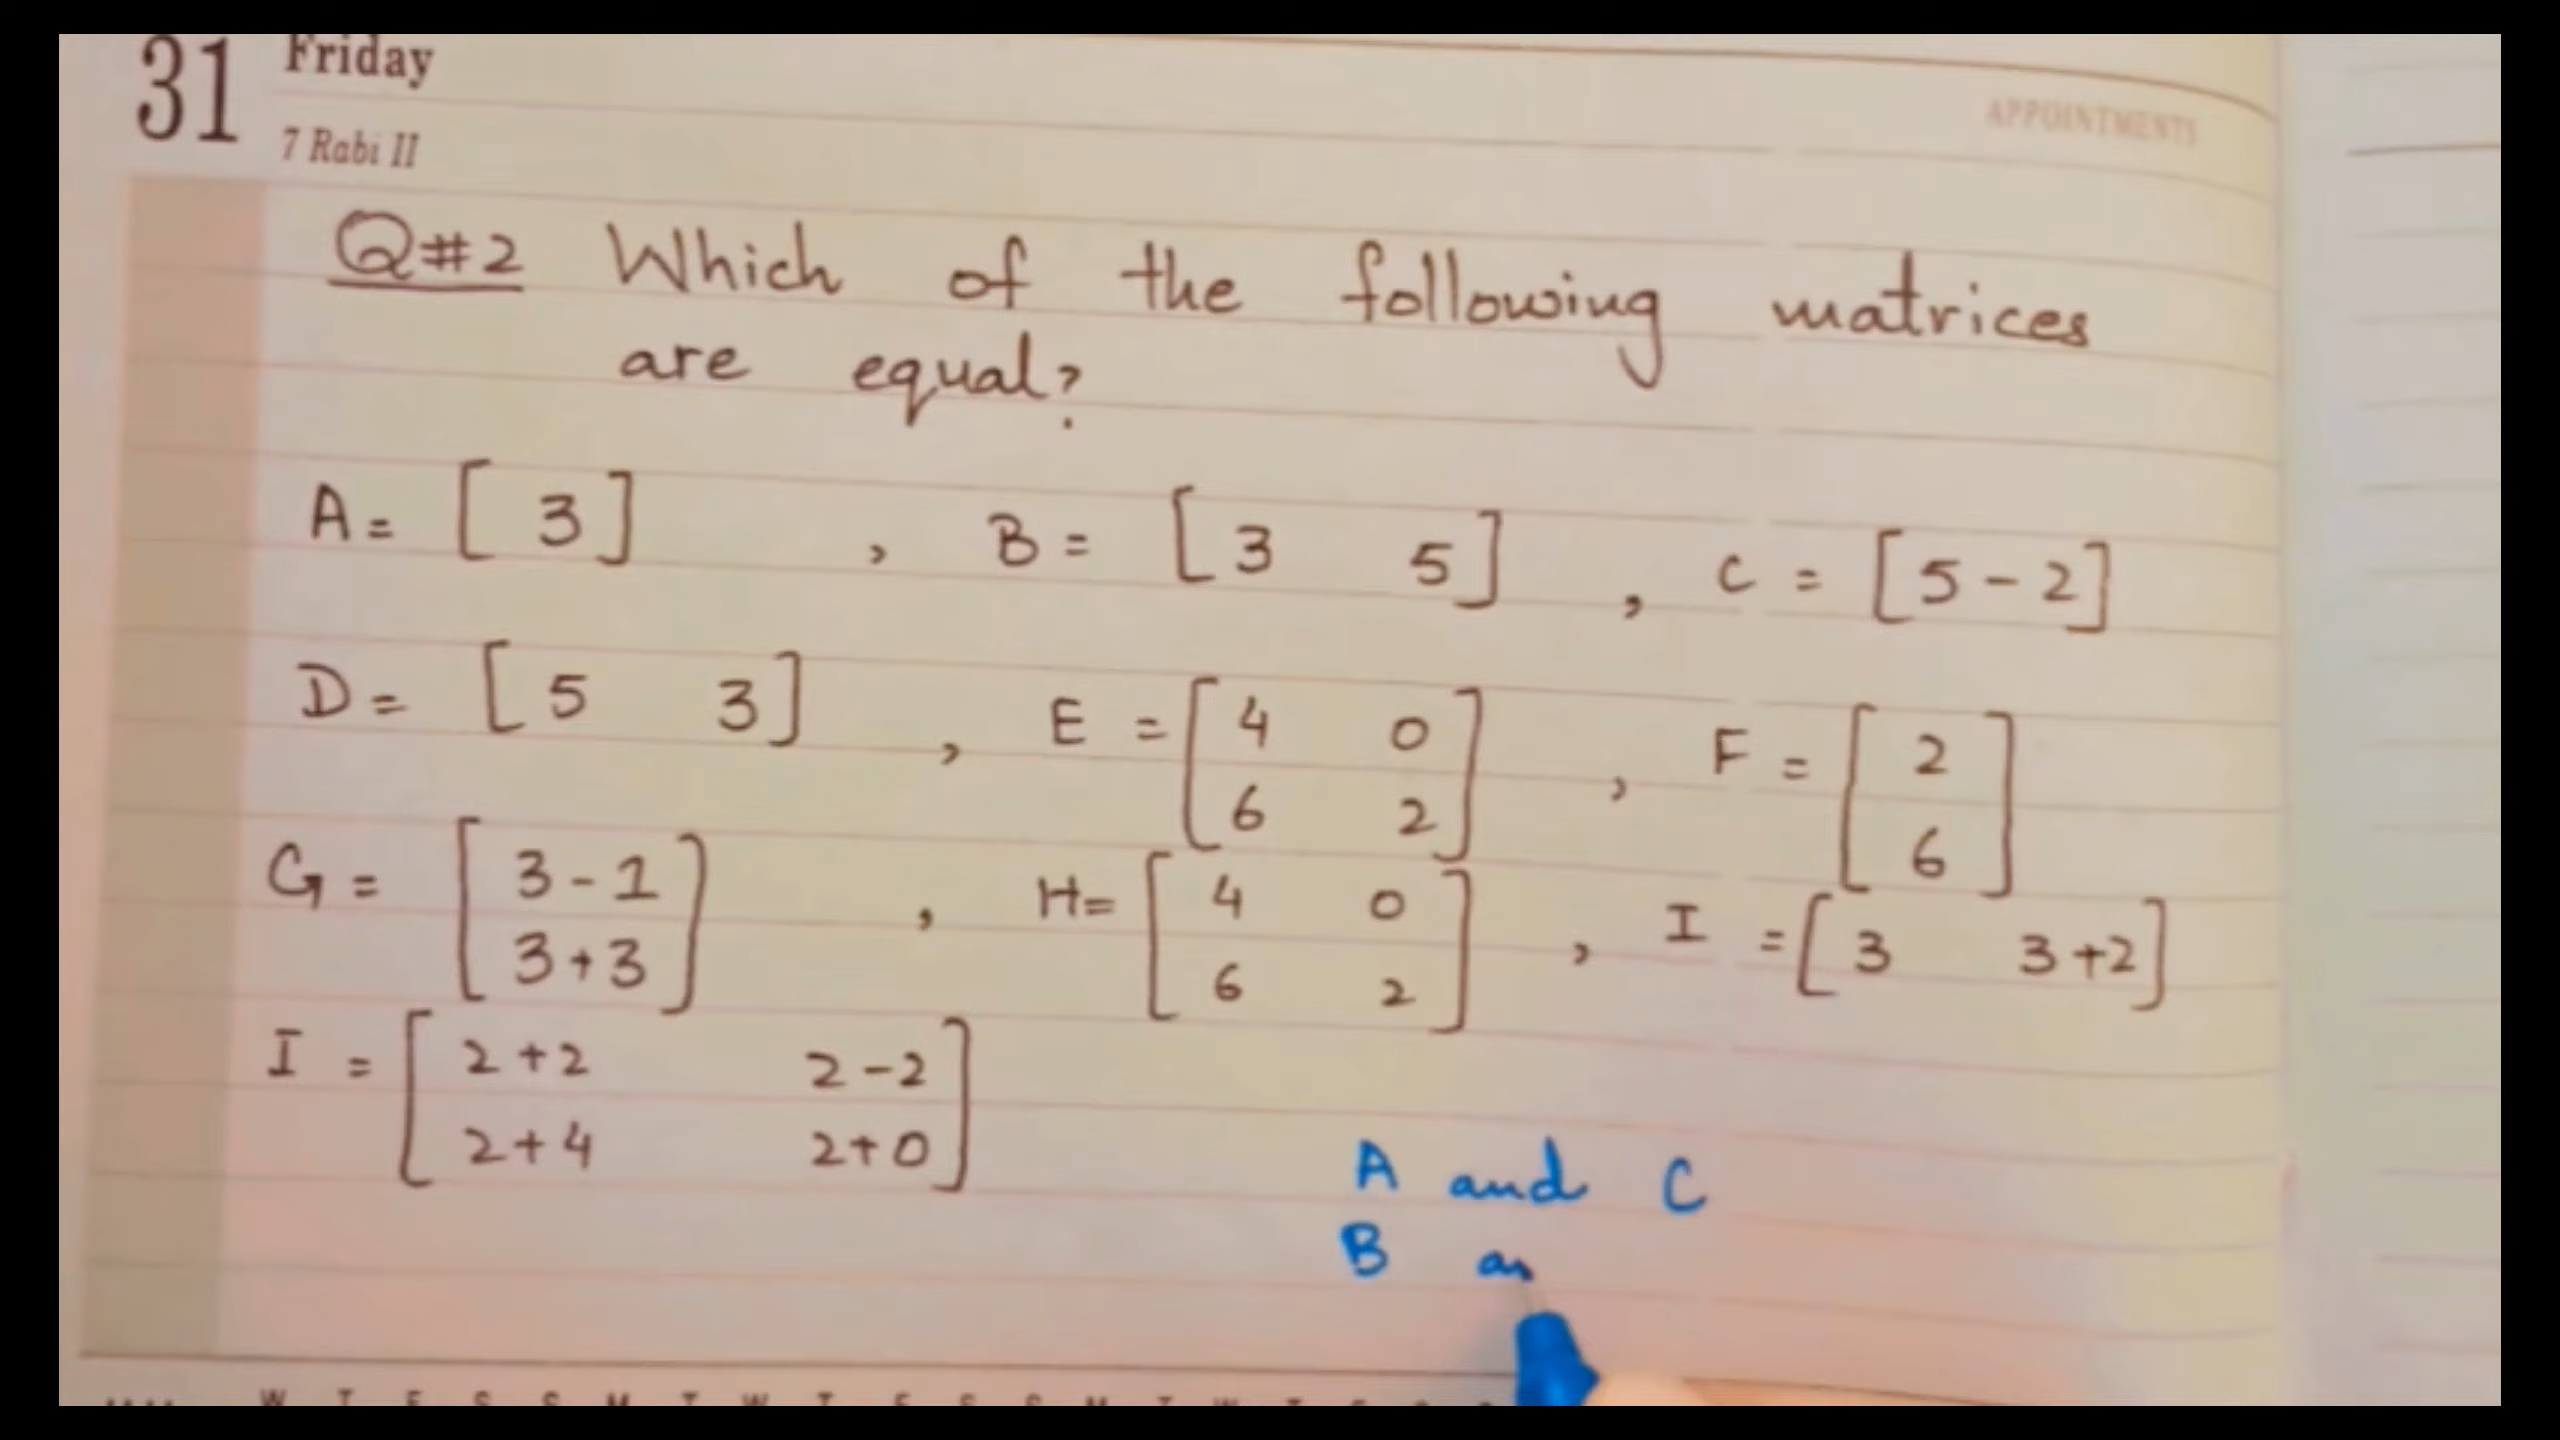 31 Friday
7 Rabi II
APPOINTMENTS
Q#2 Which of the following matrices
are equal?
A= [ 3 ] , B= [ 3 5 ] , C = [ 5 - 2 ]
D= [ 5 3 ] , E = [ 4 0
6 2 ] , F = [ 2
6 ]
G= [ 3 - 1
3 + 3 ] , H= [ 4 0
6 2 ] , I = [ 3 3 + 2 ]
I = [ 2 + 2 2 - 2
2 + 4 2 + 0 ]
A and C
B an
W T F S S M T W T F S S M T W T F